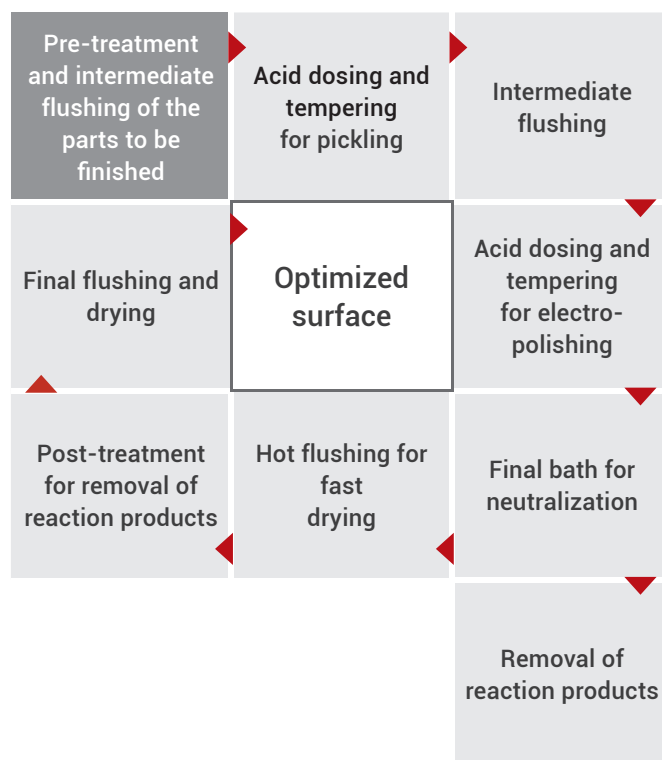 Pre-treatment
and intermediate
flushing of the
parts to be
finished
Acid dosing and
tempering
for pickling
Intermediate
flushing
Final flushing and
drying
Optimized
surface
Acid dosing and
tempering
for electro-
polishing
Post-treatment
for removal of
reaction products
Hot flushing for
fast
drying
Final bath for
neutralization
Removal of
reaction products